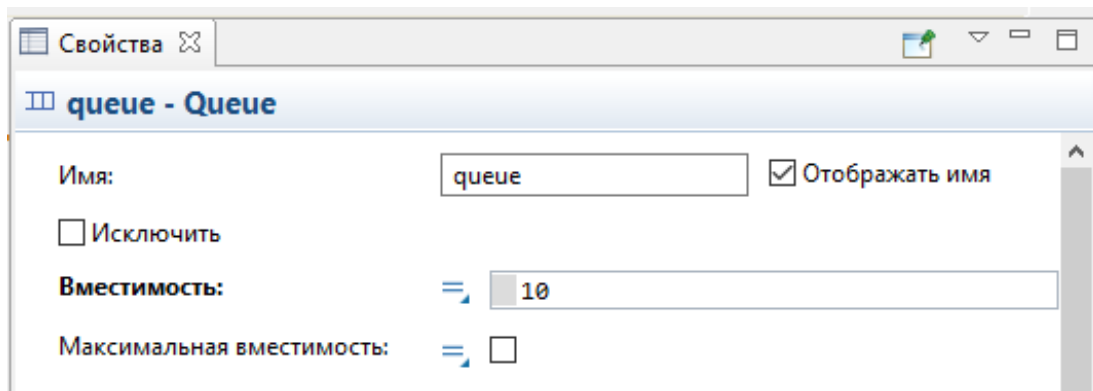 Свойства
queue - Queue
Имя: queue Отображать имя
Исключить
Вместимость: 10
Максимальная вместимость: